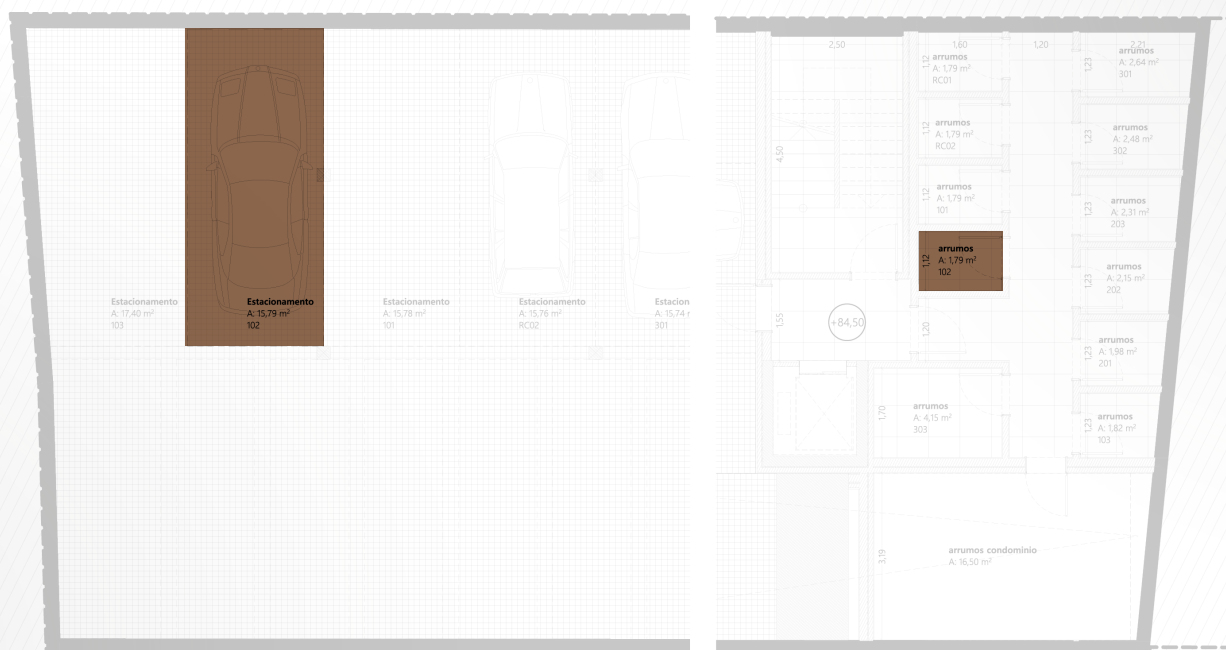 Estacionamento
A: 17,40 m²
103
Estacionamento
A: 15,79 m²
102
Estacionamento
A: 15,78 m²
101
Estacionamento
A: 15,76 m²
RC02
Estacion
A: 15,74 r
301
2,50
1,60
1,20
2,21
4,50
1,55
+84,50
1,12
arrumos
A: 1,79 m²
RC01
1,12
arrumos
A: 1,79 m²
RC02
1,12
arrumos
A: 1,79 m²
101
1,12
arrumos
A: 1,79 m²
102
1,20
1,70
arrumos
A: 4,15 m²
303
1,23
arrumos
A: 2,64 m²
301
1,23
arrumos
A: 2,48 m²
302
1,23
arrumos
A: 2,31 m²
203
1,23
arrumos
A: 2,15 m²
202
1,23
arrumos
A: 1,98 m²
201
1,23
arrumos
A: 1,82 m²
103
3,19
arrumos condomínio
A: 16,50 m²